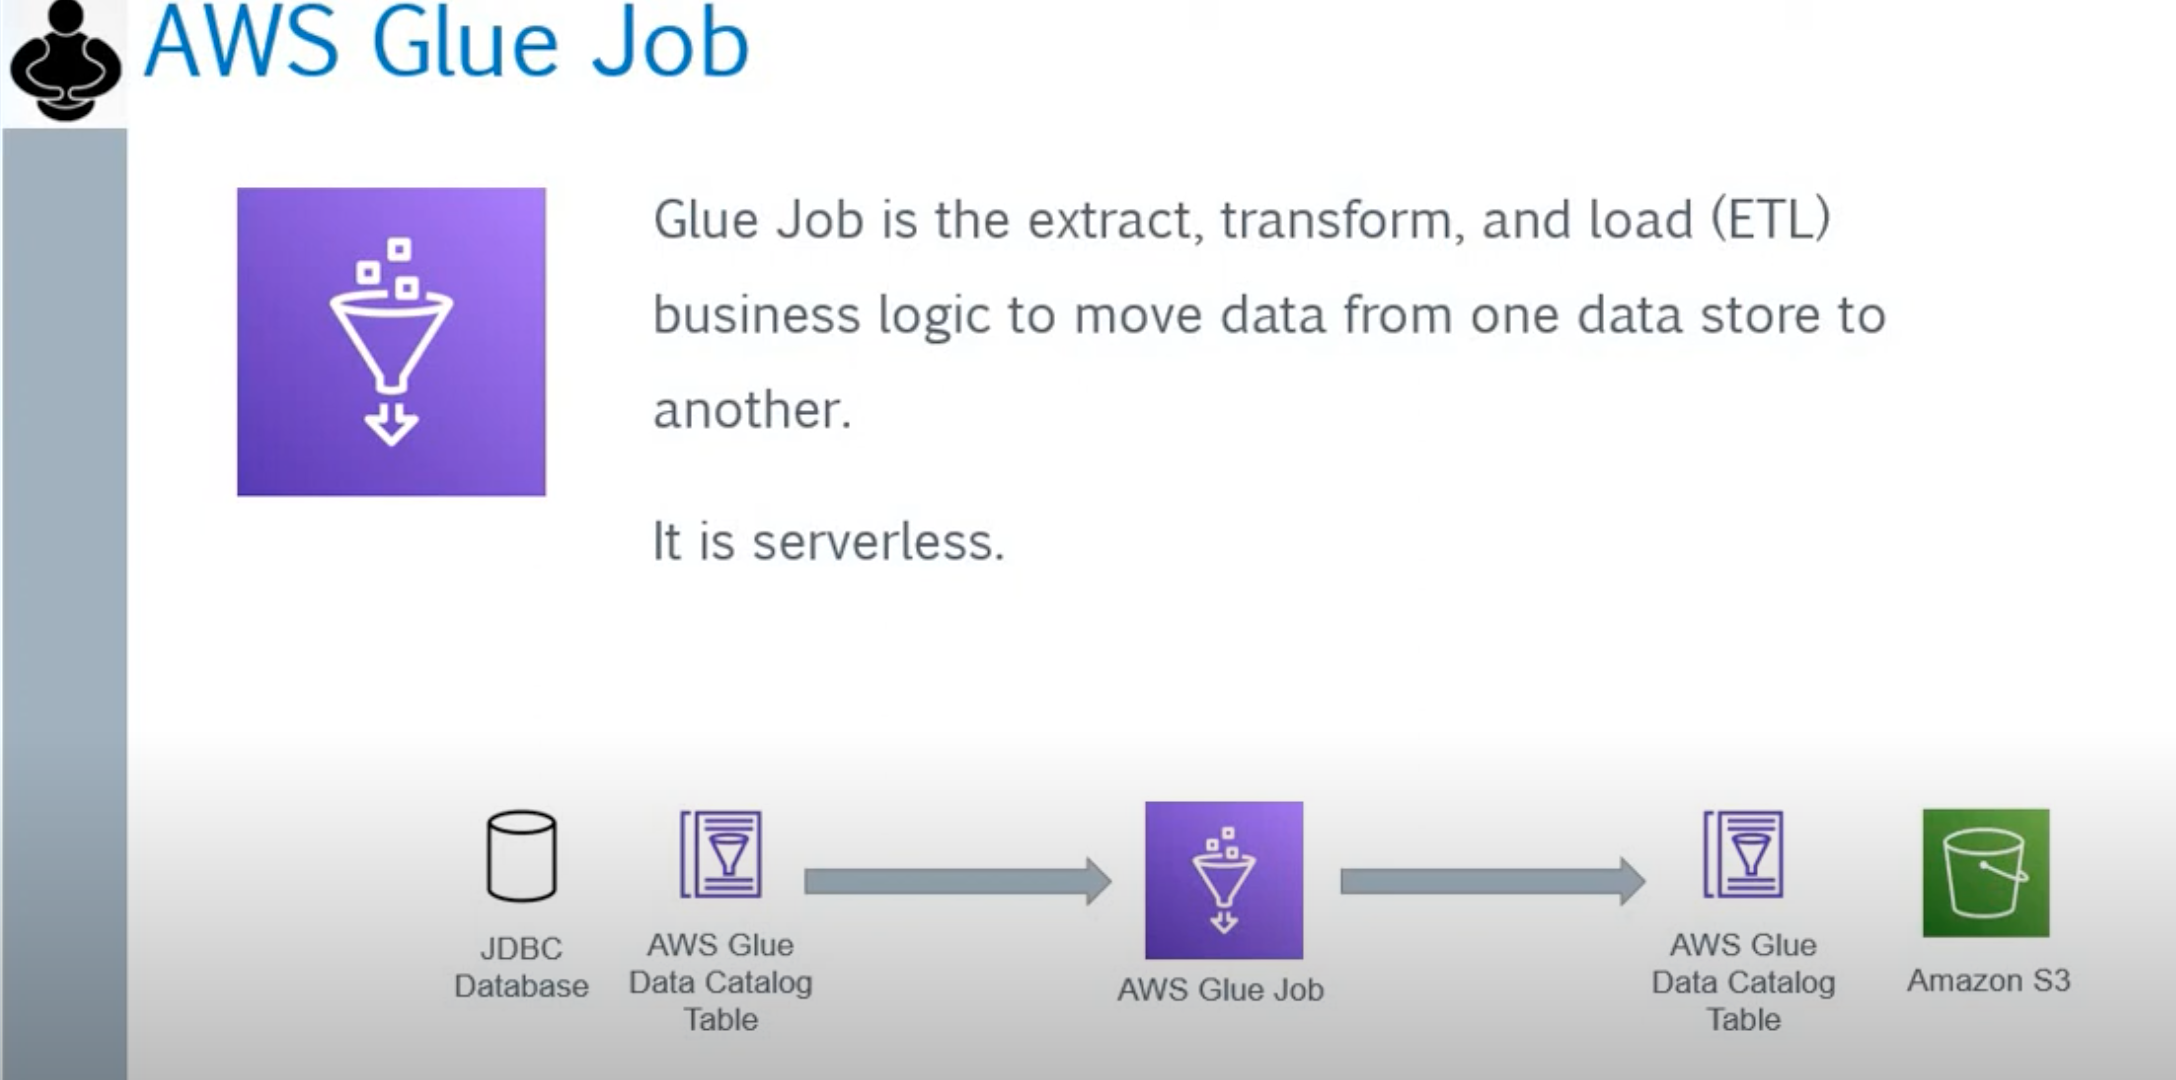 AWS Glue Job
Glue Job is the extract, transform, and load (ETL)
business logic to move data from one data store to
another.
It is serverless.
JDBC
Database
AWS Glue
Data Catalog
Table
AWS Glue Job
AWS Glue
Data Catalog
Table
Amazon S3